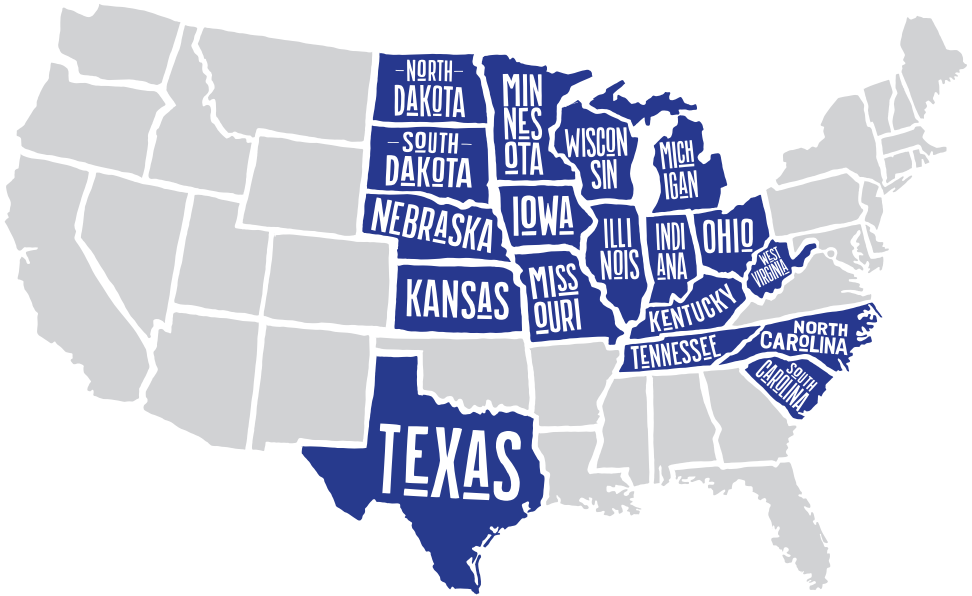 NORTH
DAKOTA
SOUTH
DAKOTA
NEBRASKA
KANSAS
MIN
NES
OTA
IOWA
MISS
OURI
WISCON
SIN
ILLI
NOIS
MICH
IGAN
INDI
ANA
OHIO
WEST
VIRGINIA
KENTUCKY
TENNESSEE
NORTH
CAROLINA
SOUTH
CAROLINA
TEXAS